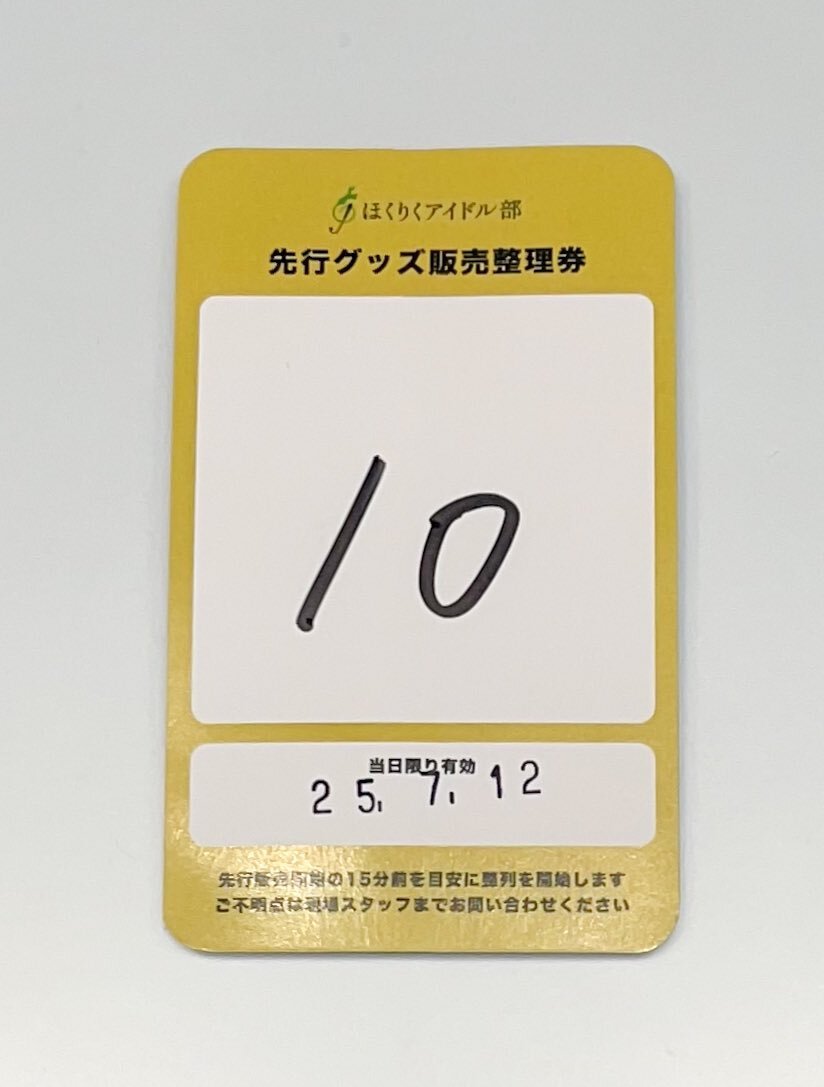 ほくりくアイドル部
先行グッズ販売整理券
10
当日限り有効
25.7.12
先行販売開始の15分前を目安に整列を開始します
ご不明点は現場スタッフまでお問い合わせください